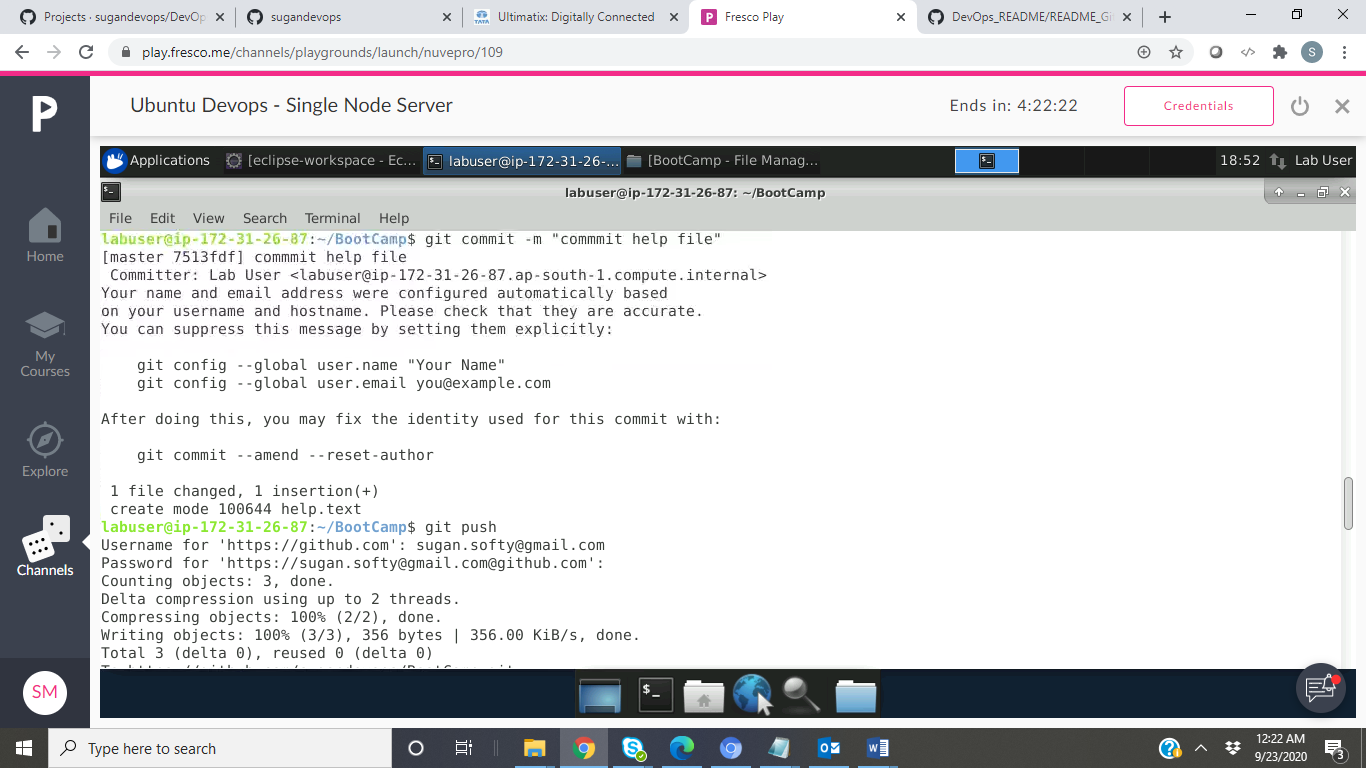 Projects - sugandevops/DevOp
sugandevops
Ultimatix: Digitally Connected
Fresco Play
DevOps_README/README_Gi
play.fresco.me/channels/playgrounds/launch/nuvepro/109
S
Ubuntu Devops - Single Node Server
Ends in: 4:22:22
Credentials
Applications
[eclipse-workspace - Ec...
labuser@ip-172-31-26-...
[BootCamp - File Manag...
18:52
Lab User
labuser@ip-172-31-26-87: ~/BootCamp
File Edit View Search Terminal Help
labuser@ip-172-31-26-87:~/BootCamp$ git commit -m "commmit help file"
[master 7513fdf] commmit help file
Committer: Lab User <labuser@ip-172-31-26-87.ap-south-1.compute.internal>
Your name and email address were configured automatically based
on your username and hostname. Please check that they are accurate.
You can suppress this message by setting them explicitly:
git config --global user.name "Your Name"
git config --global user.email you@example.com
After doing this, you may fix the identity used for this commit with:
git commit --amend --reset-author
1 file changed, 1 insertion(+)
create mode 100644 help.text
labuser@ip-172-31-26-87:~/BootCamp$ git push
Username for 'https://github.com': sugan.softy@gmail.com
Password for 'https://sugan.softy@gmail.com@github.com':
Counting objects: 3, done.
Delta compression using up to 2 threads.
Compressing objects: 100% (2/2), done.
Writing objects: 100% (3/3), 356 bytes | 356.00 KiB/s, done.
Total 3 (delta 0), reused 0 (delta 0)
Home
My
Courses
Explore
Channels
SM
Type here to search
12:22 AM
9/23/2020
3